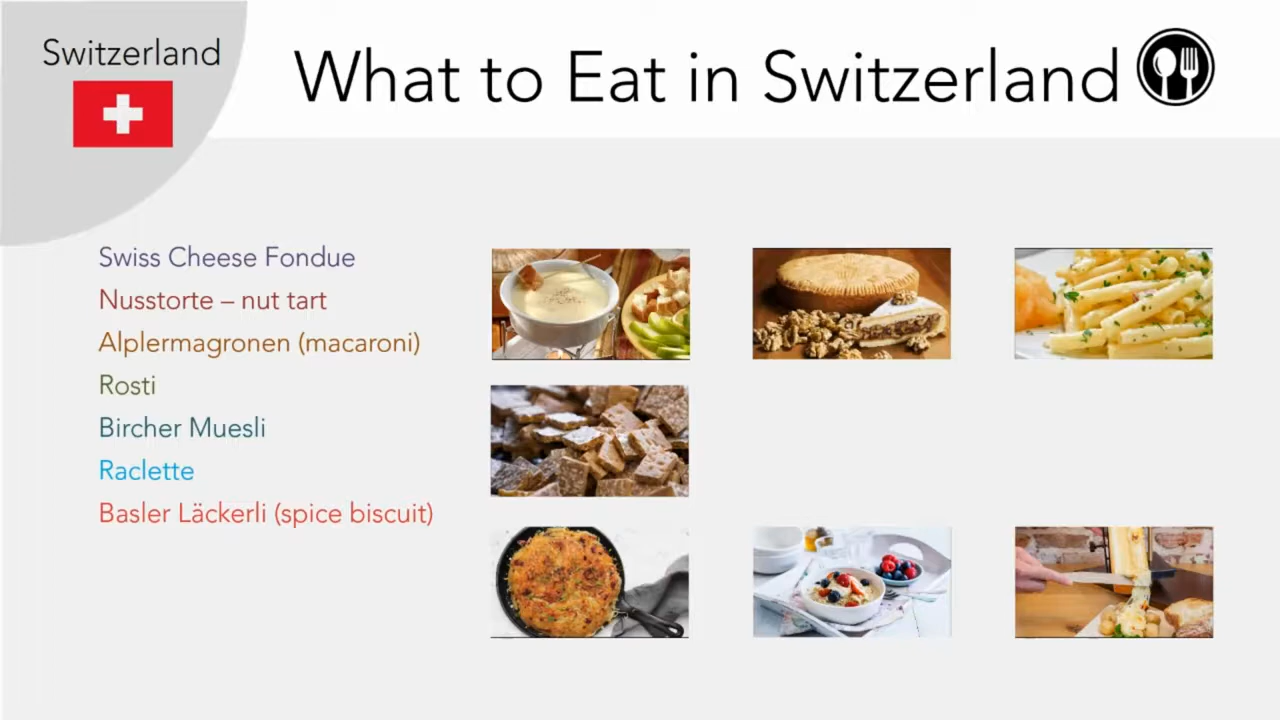 Switzerland
What to Eat in Switzerland
Swiss Cheese Fondue
Nusstorte – nut tart
Alplermagronen (macaroni)
Rosti
Bircher Muesli
Raclette
Basler Läckerli (spice biscuit)